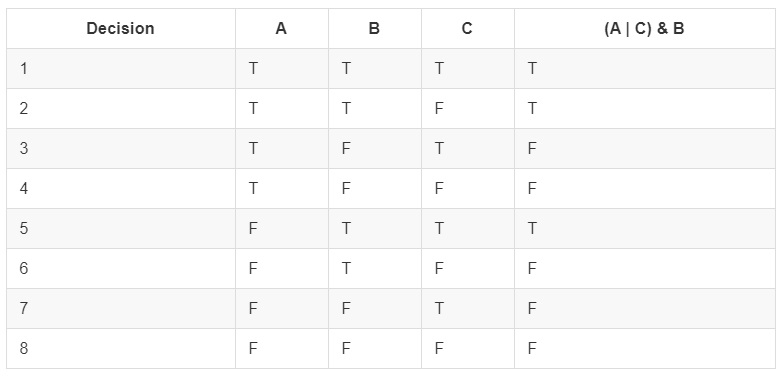 Decision A B C (A | C) & B
1 T T T T
2 T T F T
3 T F T F
4 T F F F
5 F T T T
6 F T F F
7 F F T F
8 F F F F